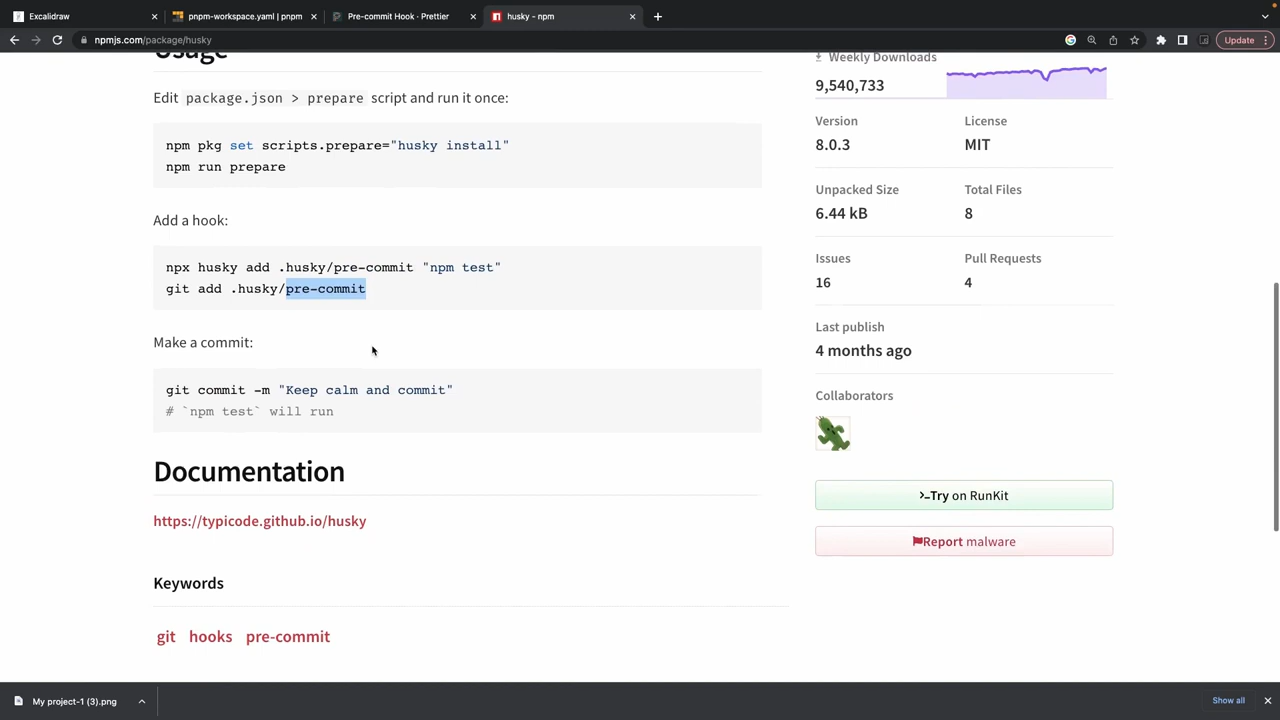 Excalidraw
pnpm-workspace.yaml | pnpm
Pre-commit Hook · Prettier
husky - npm
npmjs.com/package/husky
Update
Usage
Edit package.json > prepare script and run it once:
npm pkg set scripts.prepare="husky install"
npm run prepare
Add a hook:
npx husky add .husky/pre-commit "npm test"
git add .husky/pre-commit
Make a commit:
git commit -m "Keep calm and commit"
# `npm test` will run
Documentation
https://typicode.github.io/husky
Keywords
git hooks pre-commit
Weekly Downloads
9,540,733
Version License
8.0.3 MIT
Unpacked Size Total Files
6.44 kB 8
Issues Pull Requests
16 4
Last publish
4 months ago
Collaborators
Try on RunKit
Report malware
My project-1 (3).png
Show all